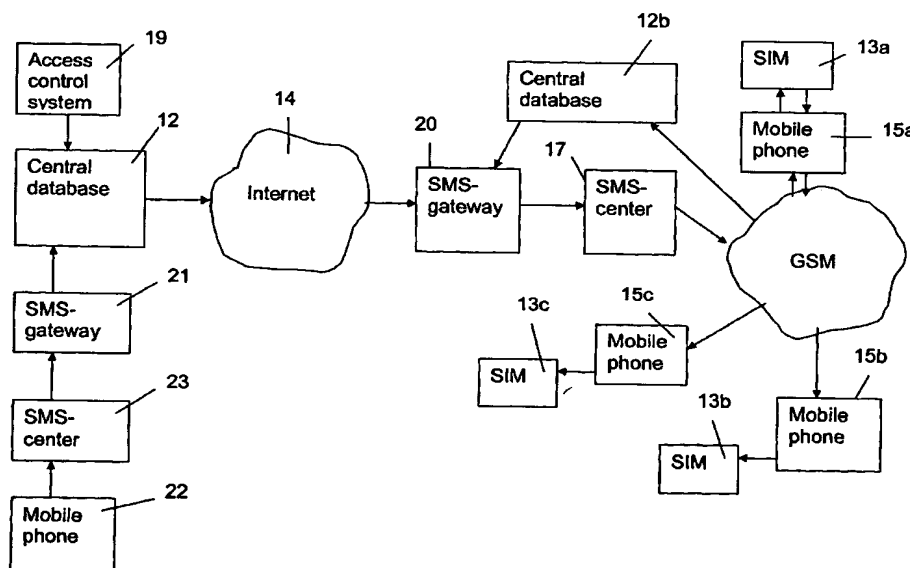 19
Access
control
system
12
Central
database
14
Internet
12b
Central
database
20
SMS-
gateway
17
SMS-
center
SIM
13a
Mobile
phone
15a
GSM
21
SMS-
gateway
23
SMS-
center
22
Mobile
phone
13c
SIM
15c
Mobile
phone
15b
Mobile
phone
13b
SIM